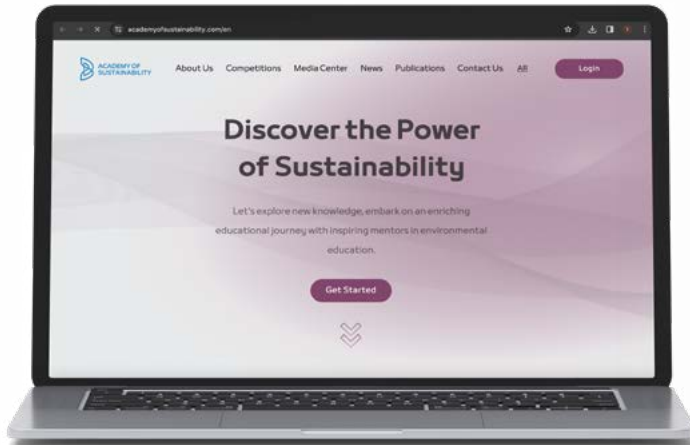 academyofsustainability.com/en
ACADEMY OF
SUSTAINABILITY
About Us Competitions Media Center News Publications Contact Us AR Login
Discover the Power
of Sustainability
Let's explore new knowledge, embark on an enriching
educational journey with inspiring mentors in environmental
education.
Get Started